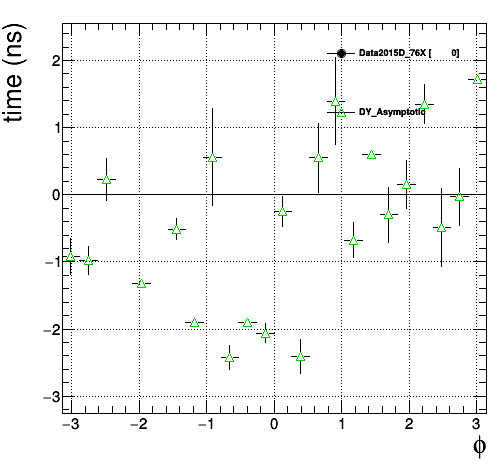 time (ns)
Data2015D_76X [ 0]
DY_Asymptotic
2
1
0
−1
−2
−3
−3 −2 −1 0 1 2 3
ϕ